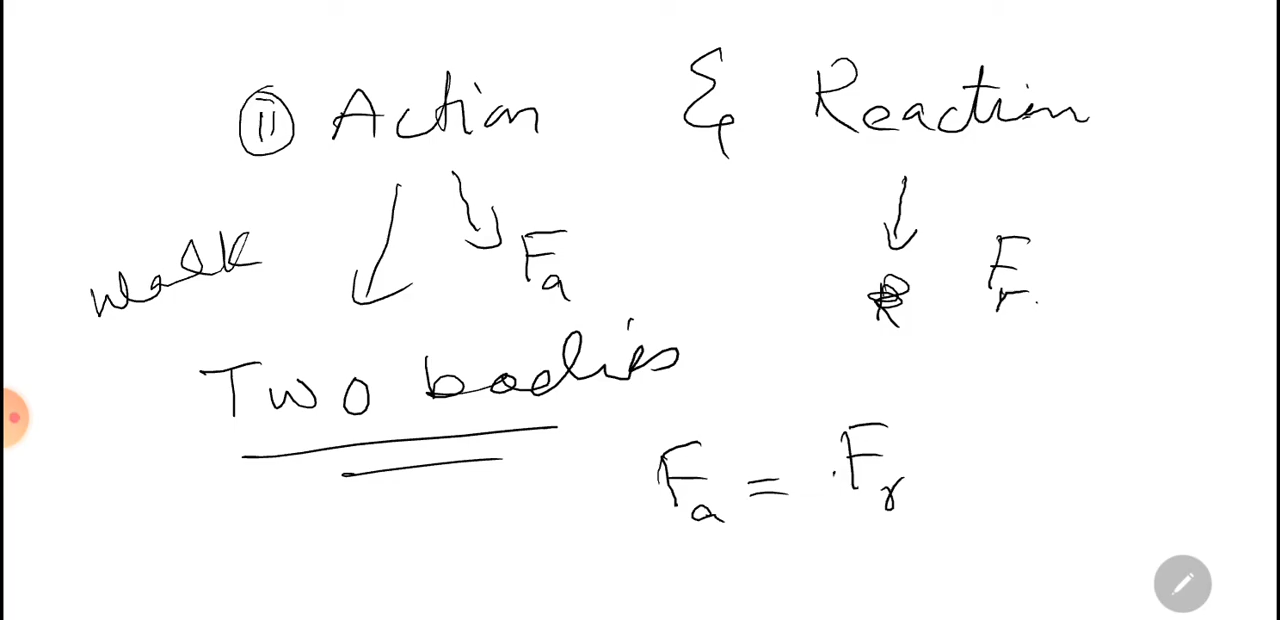 II Action & Reaction
walk
Fa
R Fr
Two bodies
Fa = Fr